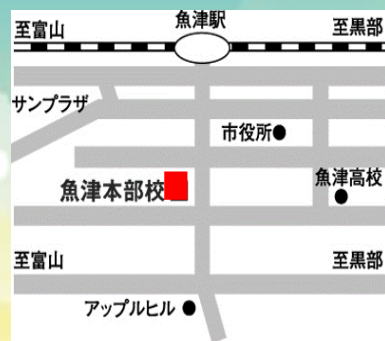 魚津駅
至富山
至黒部
サンプラザ
市役所
魚津高校
魚津本部校
至富山
至黒部
アップルヒル